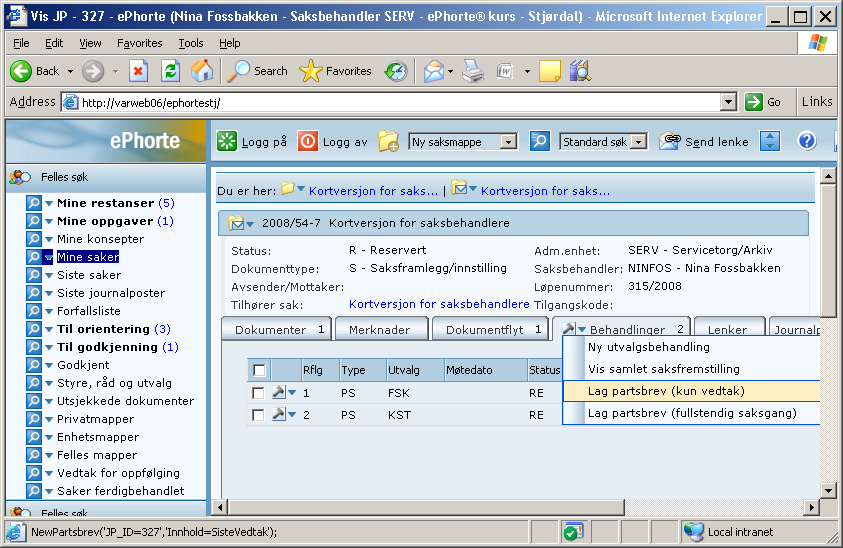 Vis JP - 327 - ePhorte (Nina Fossbakken - Saksbehandler SERV - ePhorte® kurs - Stjørdal) - Microsoft Internet Explorer
File Edit View Favorites Tools Help
Back Search Favorites
Address http://varweb06/ephortestj/ Go Links
ePhorte Logg på Logg av Ny saksmappe Standard søk Send lenke
Felles søk
Mine restanser (5)
Mine oppgaver (1)
Mine konsepter
Mine saker
Siste saker
Siste journalposter
Forfallsliste
Til orientering (3)
Til godkjenning (1)
Godkjent
Styre, råd og utvalg
Utsjekkede dokumenter
Privatmapper
Enhetsmapper
Felles mapper
Vedtak for oppfølging
Saker ferdigbehandlet
Felles søk
Du er her: Kortversjon for saks... | Kortversjon for saks...
2008/54-7 Kortversjon for saksbehandlere
Status: R - Reservert Adm.enhet: SERV - Servicetorg/Arkiv
Dokumenttype: S - Saksframlegg/innstilling Saksbehandler: NINFOS - Nina Fossbakken
Avsender/Mottaker: Løpenummer: 315/2008
Tilhører sak: Kortversjon for saksbehandlere Tilgangskode:
Dokumenter 1 Merknader Dokumentflyt 1 Behandlinger 2 Lenker Journalp
Ny utvalgsbehandling
Vis samlet saksfremstilling
Lag partsbrev (kun vedtak)
Lag partsbrev (fullstendig saksgang)
Rflg Type Utvalg Møtedato Status
1 PS FSK RE
2 PS KST RE
NewPartsbrev('JP_ID=327','Innhold=SisteVedtak'); Local intranet